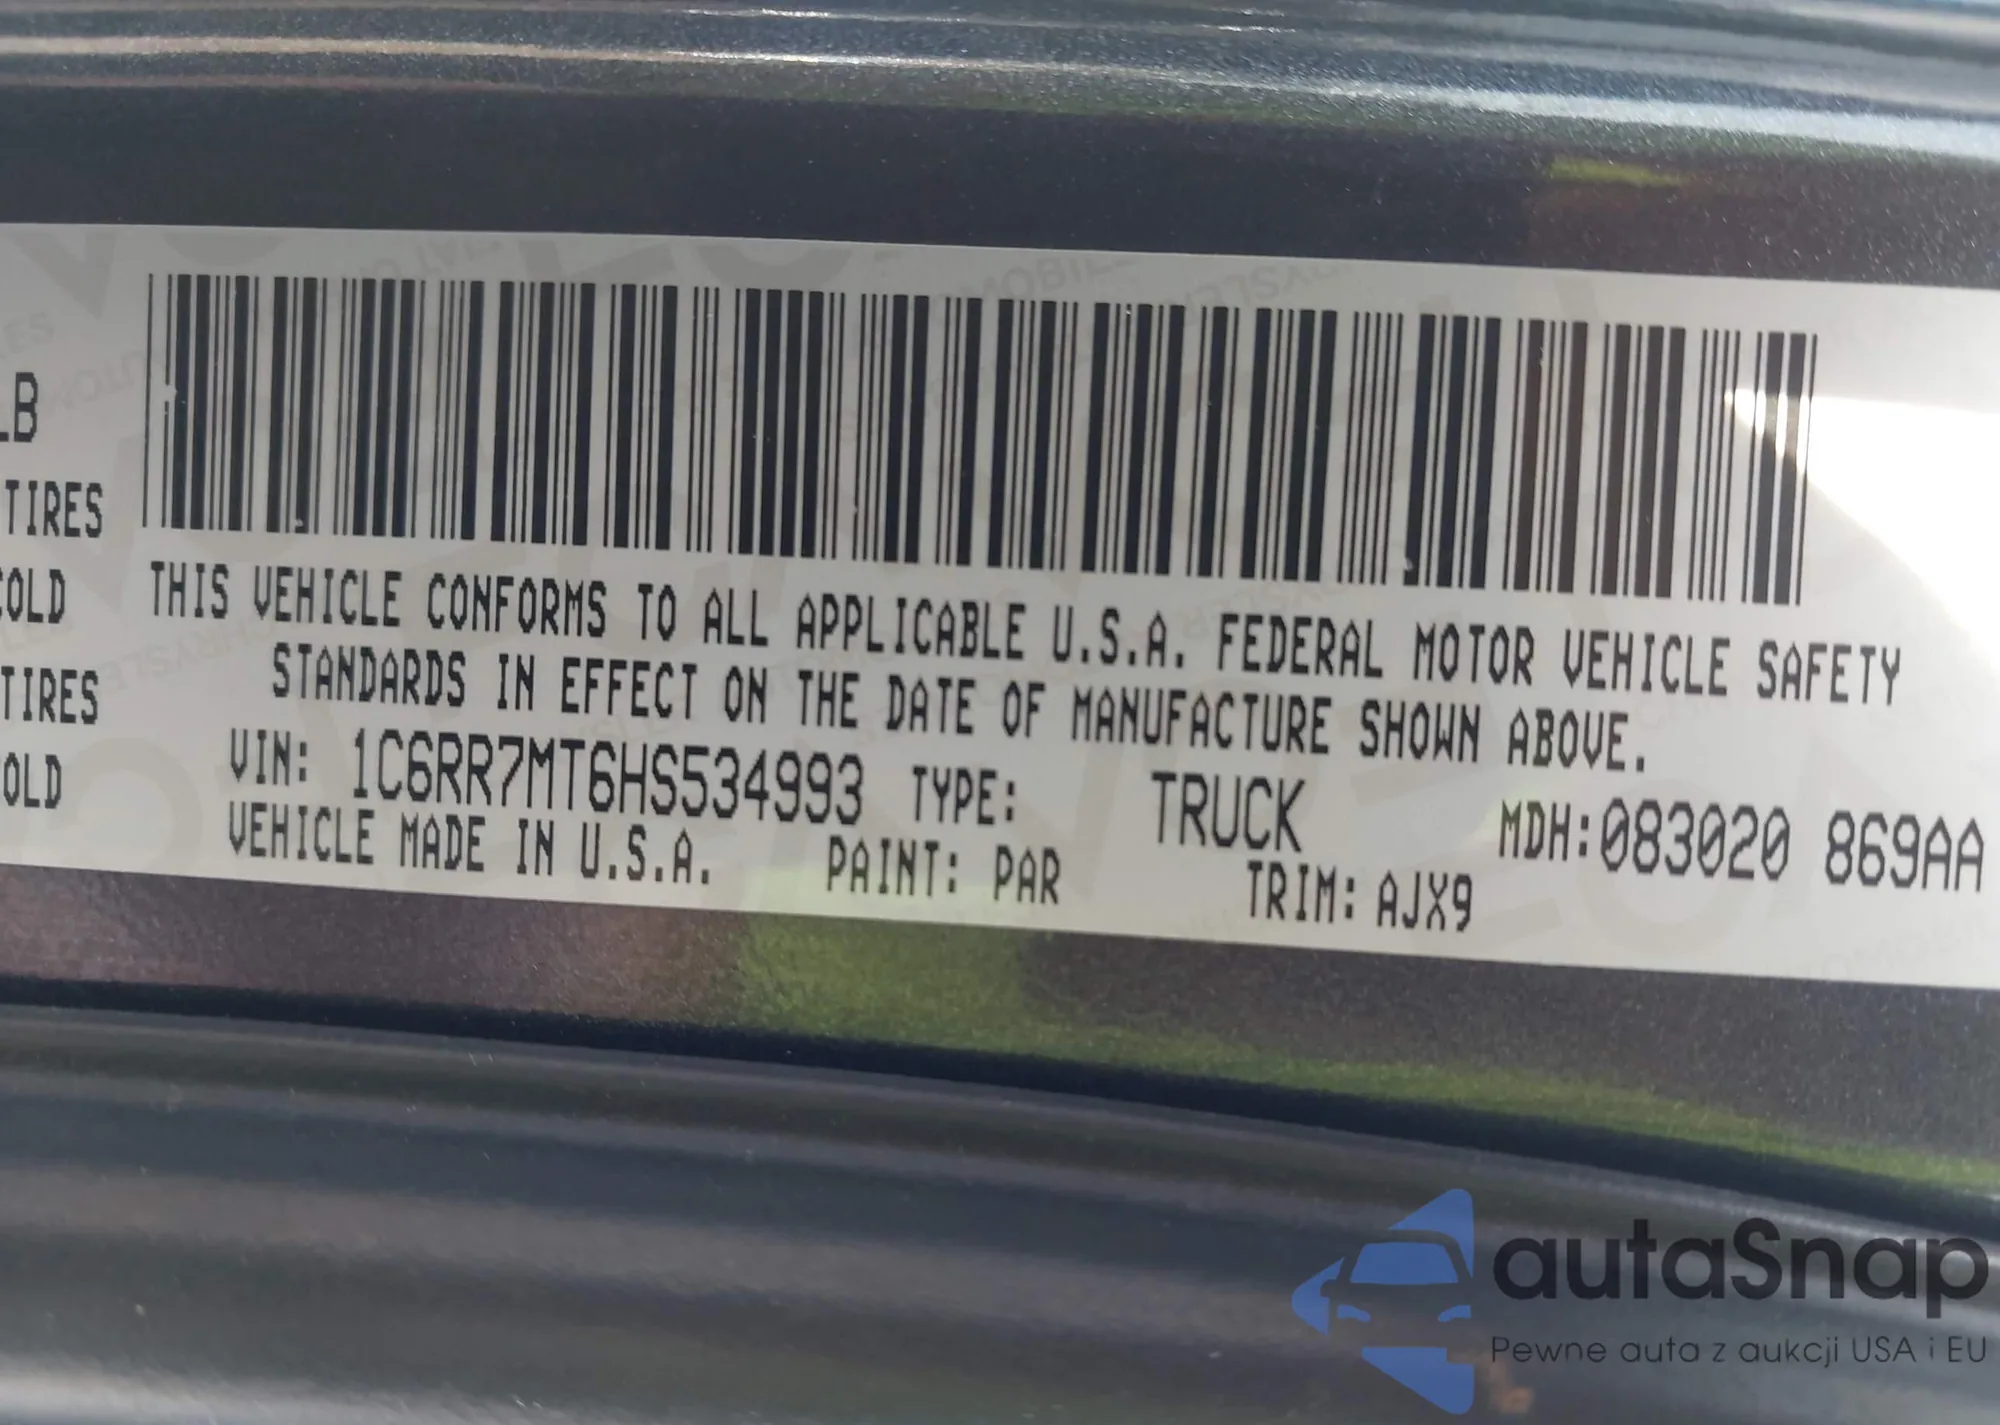 LB
TIRES
COLD
TIRES
COLD
THIS VEHICLE CONFORMS TO ALL APPLICABLE U.S.A. FEDERAL MOTOR VEHICLE SAFETY
STANDARDS IN EFFECT ON THE DATE OF MANUFACTURE SHOWN ABOVE.
VIN: 1C6RR7MT6HS534993 TYPE: TRUCK MDH:083020 869AA
VEHICLE MADE IN U.S.A. PAINT: PAR TRIM: AJX9
autaSnap
Pewne auta z aukcji USA i EU